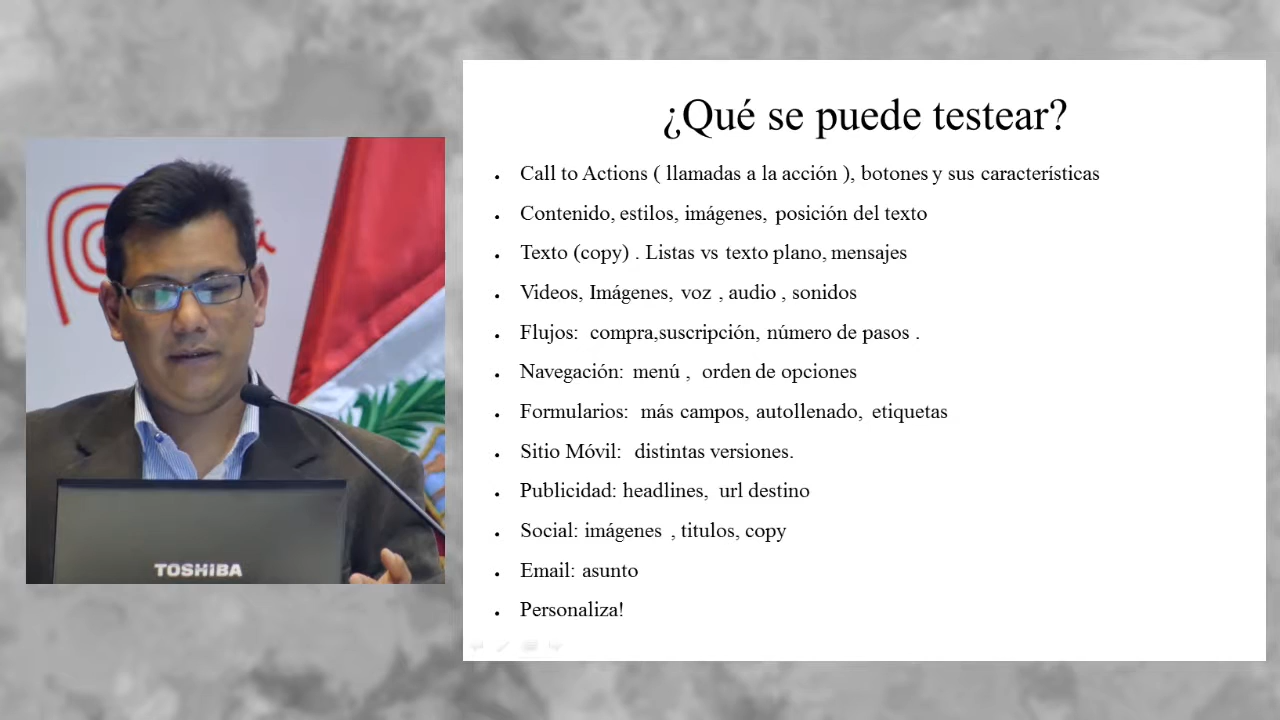 ¿Qué se puede testear?
Call to Actions ( llamadas a la acción ), botones y sus características
Contenido, estilos, imágenes, posición del texto
Texto (copy) . Listas vs texto plano, mensajes
Videos, Imágenes, voz , audio , sonidos
Flujos: compra,suscripción, número de pasos .
Navegación: menú , orden de opciones
Formularios: más campos, autollenado, etiquetas
Sitio Móvil: distintas versiones.
Publicidad: headlines, url destino
Social: imágenes , titulos, copy
Email: asunto
Personaliza!
TOSHIBA